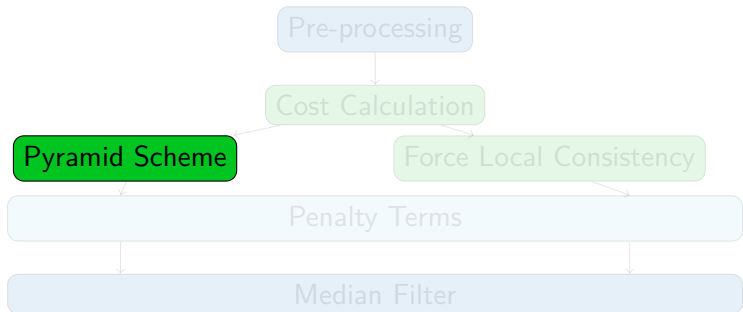 Pre-processing
Cost Calculation
Pyramid Scheme
Force Local Consistency
Penalty Terms
Median Filter